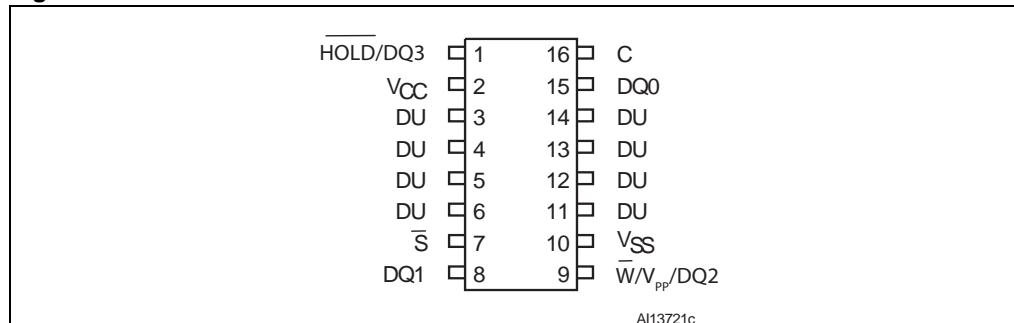 HOLD/DQ3 1 16 C
VCC 2 15 DQ0
DU 3 14 DU
DU 4 13 DU
DU 5 12 DU
DU 6 11 DU
S 7 10 VSS
DQ1 8 9 W/VPP/DQ2
AI13721c